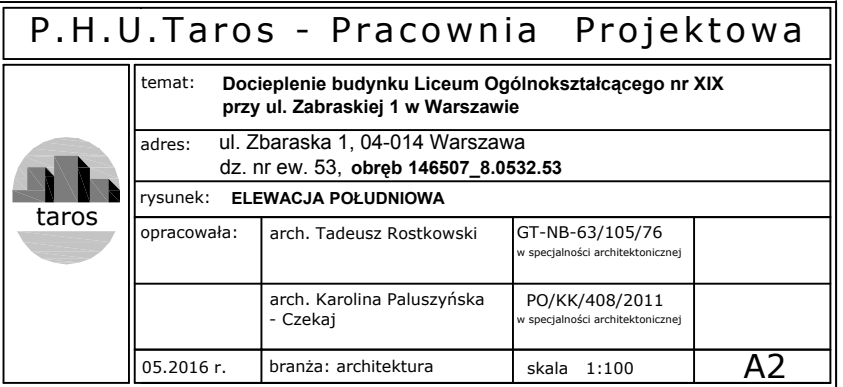 P.H.U.Taros - Pracownia Projektowa
temat: Docieplenie budynku Liceum Ogólnokształcącego nr XIX
przy ul. Zabraskiej 1 w Warszawie
adres: ul. Zbaraska 1, 04-014 Warszawa
dz. nr ew. 53, obręb 146507_8.0532.53
taros
rysunek: ELEWACJA POŁUDNIOWA
opracowała: arch. Tadeusz Rostkowski GT-NB-63/105/76
w specjalności architektonicznej
arch. Karolina Paluszyńska PO/KK/408/2011
- Czekaj w specjalności architektonicznej
05.2016 r. branża: architektura skala 1:100 A2